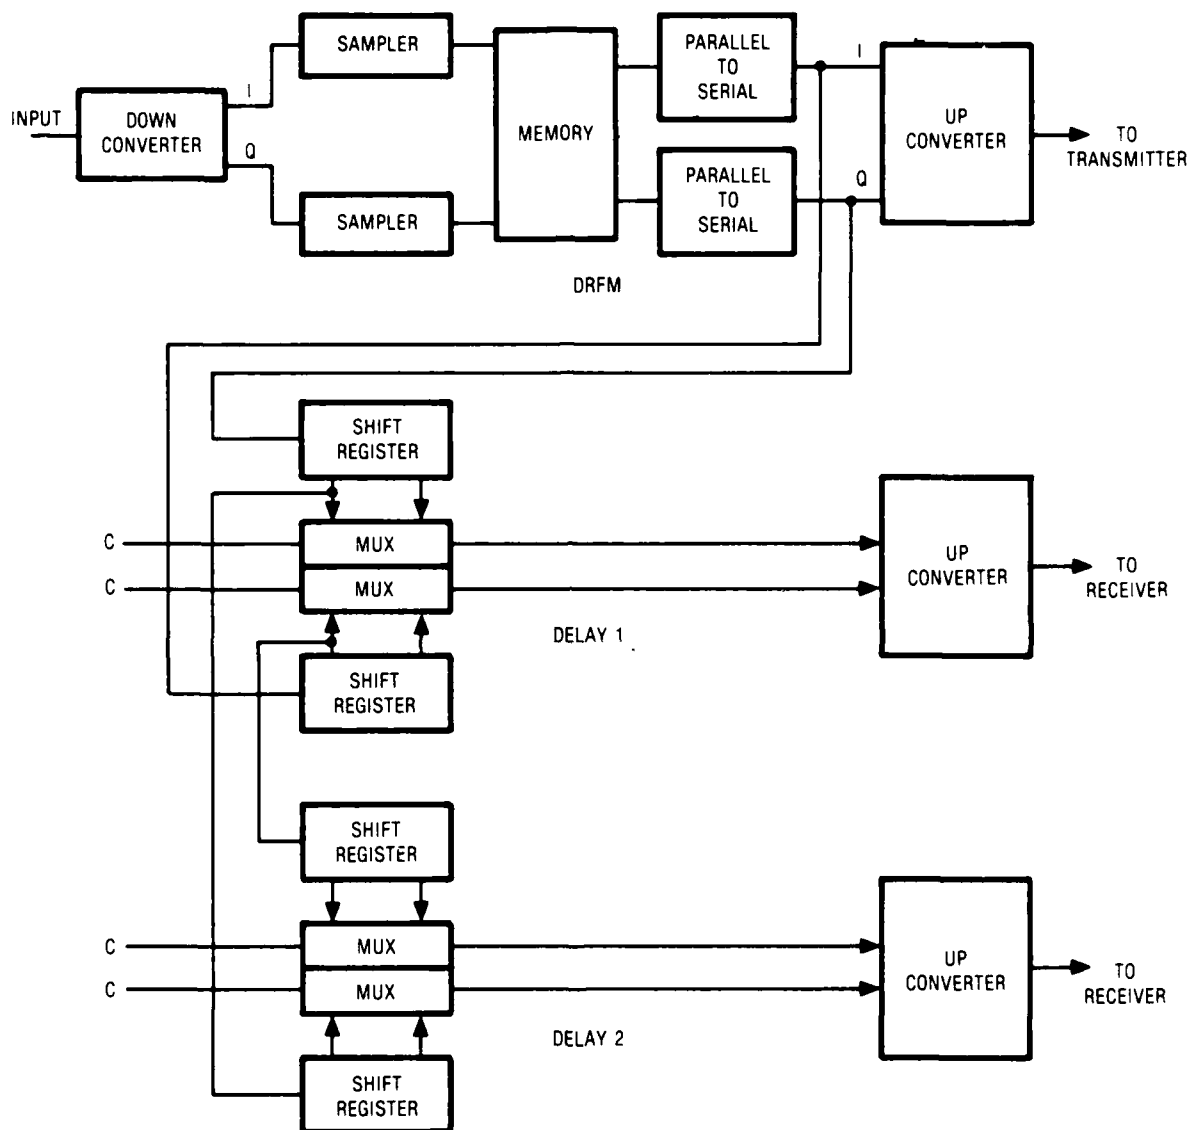 INPUT
DOWN
CONVERTER
I
Q
SAMPLER
SAMPLER
MEMORY
PARALLEL
TO
SERIAL
PARALLEL
TO
SERIAL
I
Q
UP
CONVERTER
TO
TRANSMITTER
DRFM
SHIFT
REGISTER
C
MUX
C
MUX
SHIFT
REGISTER
DELAY 1
UP
CONVERTER
TO
RECEIVER
SHIFT
REGISTER
C
MUX
C
MUX
SHIFT
REGISTER
DELAY 2
UP
CONVERTER
TO
RECEIVER